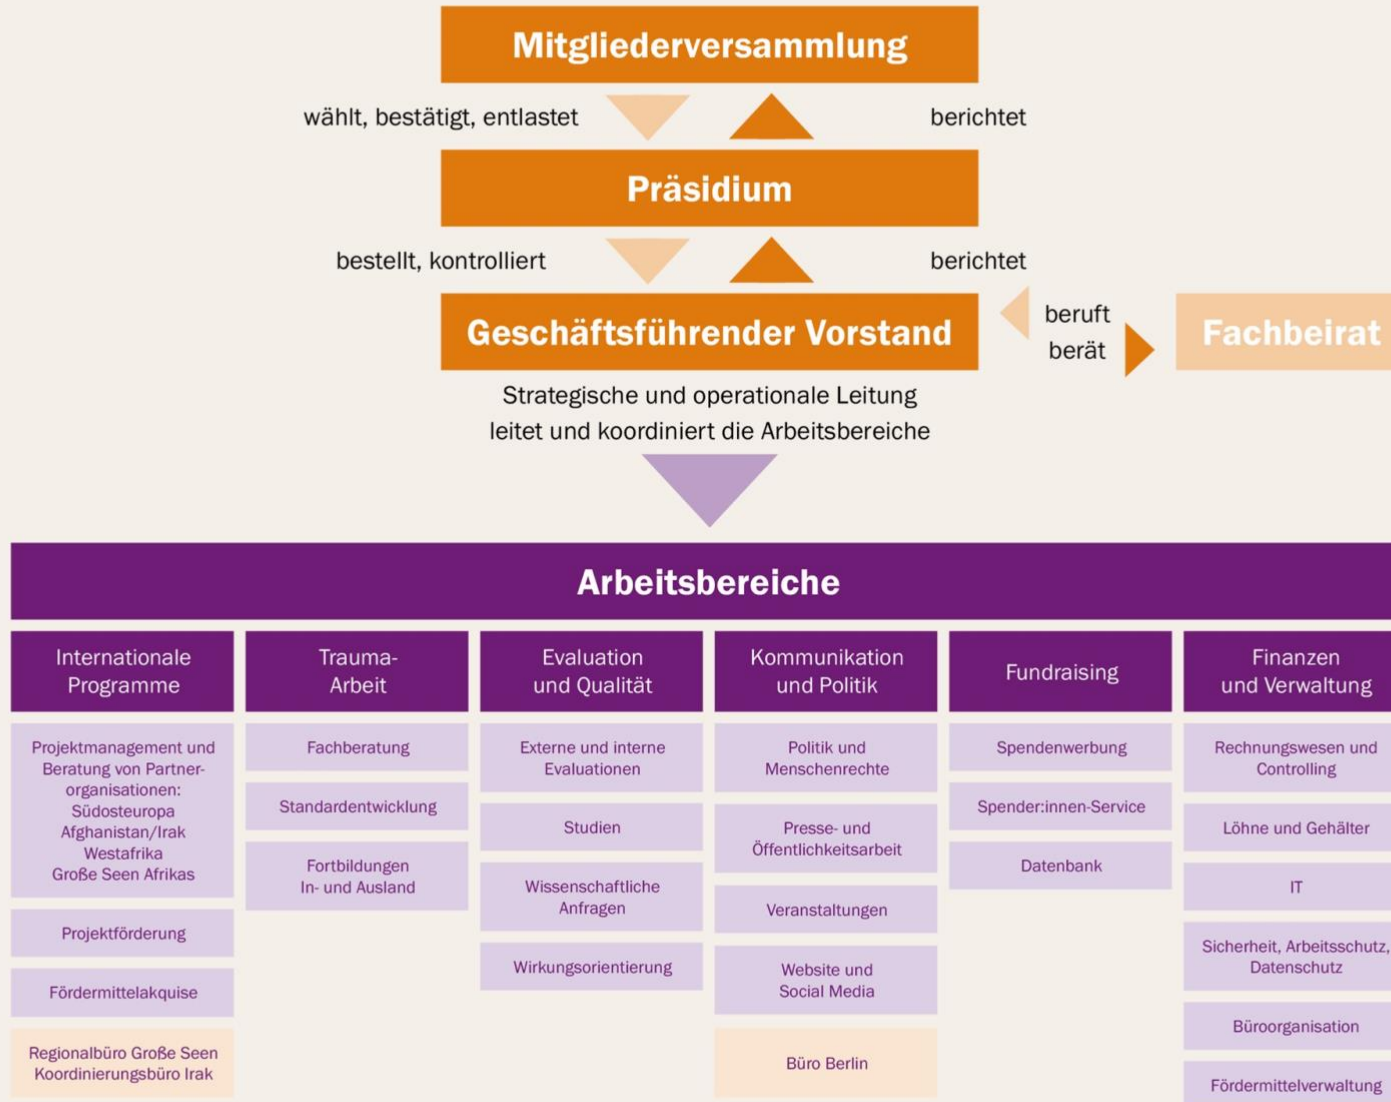 Mitgliederversammlung
wählt, bestätigt, entlastet
berichtet
Präsidium
bestellt, kontrolliert
berichtet
Geschäftsführender Vorstand
beruft
berät
Fachbeirat
Strategische und operationale Leitung
leitet und koordiniert die Arbeitsbereiche
Arbeitsbereiche
Internationale
Programme
Projektmanagement und
Beratung von Partner-
organisationen:
Südosteuropa
Afghanistan/Irak
Westafrika
Große Seen Afrikas
Projektförderung
Fördermittelakquise
Regionalbüro Große Seen
Koordinierungsbüro Irak
Trauma-
Arbeit
Fachberatung
Standardentwicklung
Fortbildungen
In- und Ausland
Evaluation
und Qualität
Externe und interne
Evaluationen
Studien
Wissenschaftliche
Anfragen
Wirkungsorientierung
Kommunikation
und Politik
Politik und
Menschenrechte
Presse- und
Öffentlichkeitsarbeit
Veranstaltungen
Website und
Social Media
Büro Berlin
Fundraising
Spendenwerbung
Spender:innen-Service
Datenbank
Finanzen
und Verwaltung
Rechnungswesen und
Controlling
Löhne und Gehälter
IT
Sicherheit, Arbeitsschutz,
Datenschutz
Büroorganisation
Fördermittelverwaltung